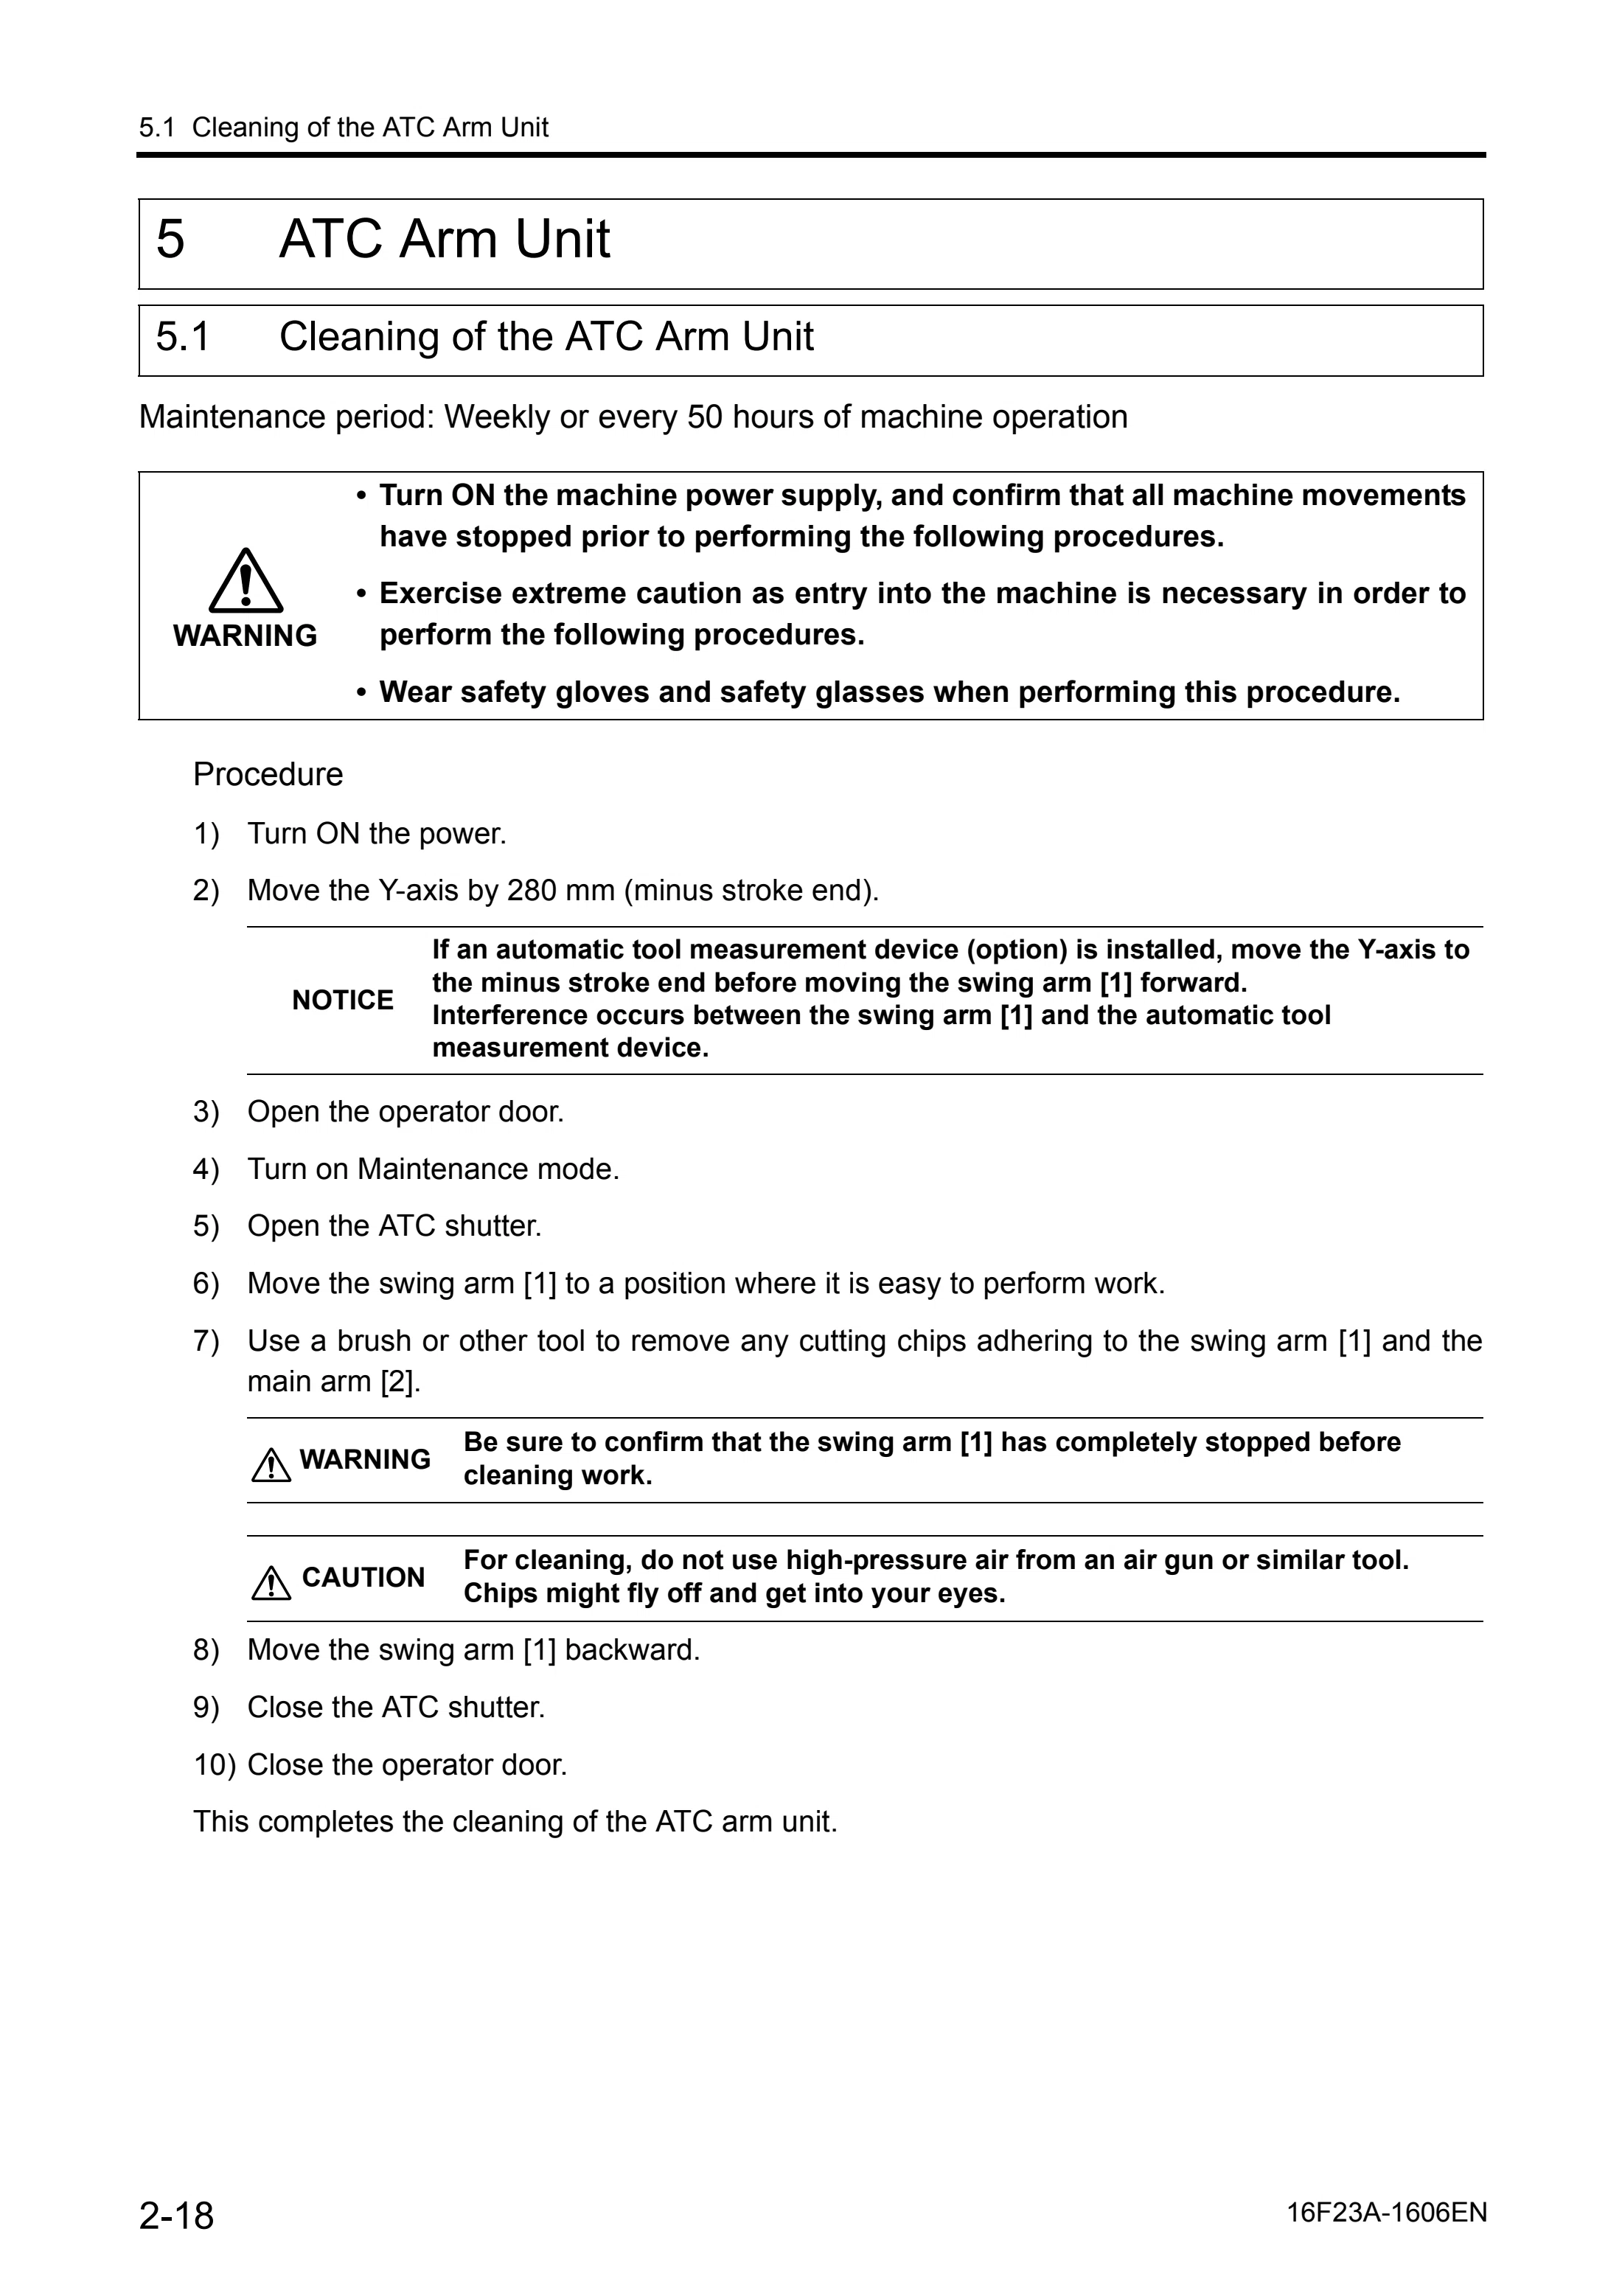 5.1 Cleaning of the ATC Arm Unit
5 ATC Arm Unit
5.1 Cleaning of the ATC Arm Unit
Maintenance period: Weekly or every 50 hours of machine operation
WARNING
• Turn ON the machine power supply, and confirm that all machine movements
have stopped prior to performing the following procedures.
• Exercise extreme caution as entry into the machine is necessary in order to
perform the following procedures.
• Wear safety gloves and safety glasses when performing this procedure.
Procedure
1) Turn ON the power.
2) Move the Y-axis by 280 mm (minus stroke end).
NOTICE
If an automatic tool measurement device (option) is installed, move the Y-axis to
the minus stroke end before moving the swing arm [1] forward.
Interference occurs between the swing arm [1] and the automatic tool
measurement device.
3) Open the operator door.
4) Turn on Maintenance mode.
5) Open the ATC shutter.
6) Move the swing arm [1] to a position where it is easy to perform work.
7) Use a brush or other tool to remove any cutting chips adhering to the swing arm [1] and the
main arm [2].
WARNING
Be sure to confirm that the swing arm [1] has completely stopped before
cleaning work.
CAUTION
For cleaning, do not use high-pressure air from an air gun or similar tool.
Chips might fly off and get into your eyes.
8) Move the swing arm [1] backward.
9) Close the ATC shutter.
10) Close the operator door.
This completes the cleaning of the ATC arm unit.
2-18
16F23A-1606EN